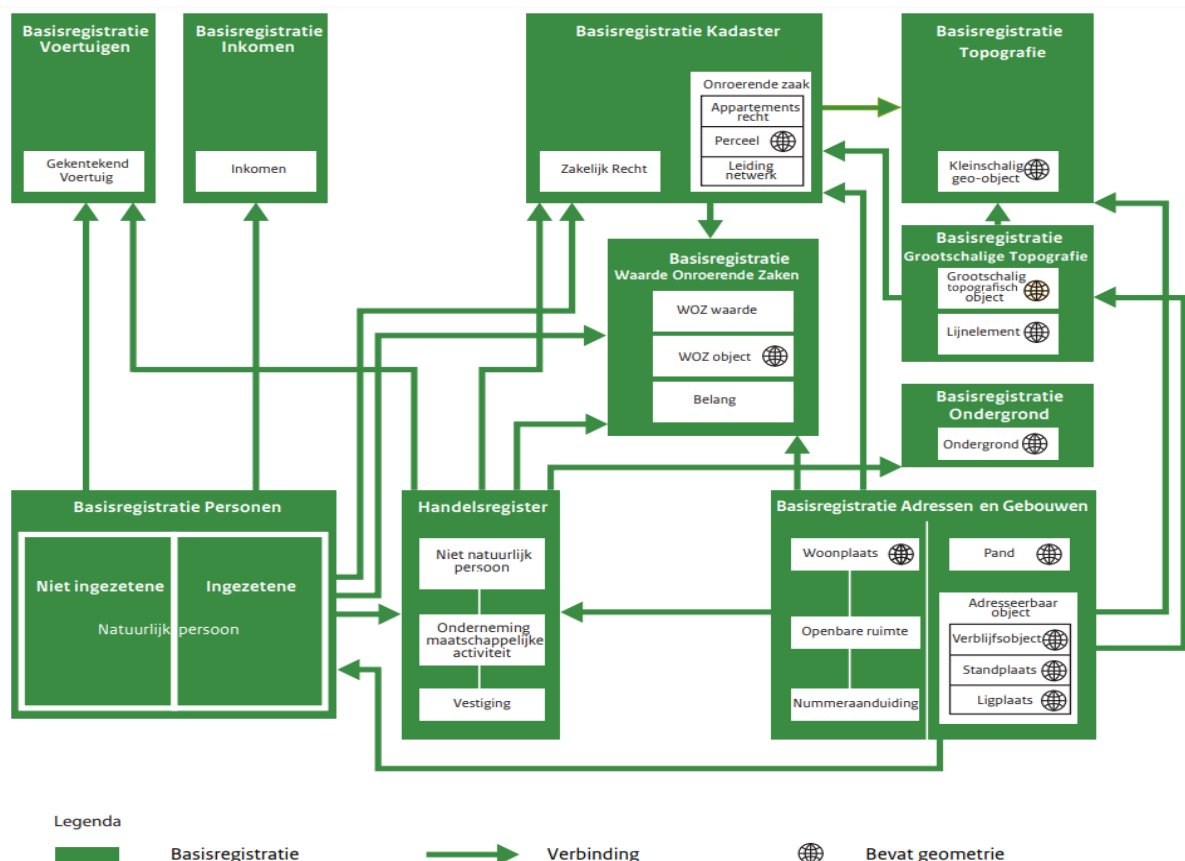 Basisregistratie
Voertuigen
Gekentekend
Voertuig
Basisregistratie
Inkomen
Inkomen
Basisregistratie Kadaster
Zakelijk Recht
Onroerende zaak
Appartements
recht
Perceel
Leiding
netwerk
Basisregistratie
Topografie
Kleinschalig
geo-object
Basisregistratie
Waarde Onroerende Zaken
WOZ waarde
WOZ object
Belang
Basisregistratie
Grootschalige Topografie
Grootschalig
topografisch
object
Lijnelement
Basisregistratie
Ondergrond
Ondergrond
Basisregistratie Personen
Niet ingezetene
Ingezetene
Natuurlijk persoon
Handelsregister
Niet natuurlijk
persoon
Onderneming
maatschappelijke
activiteit
Vestiging
Basisregistratie Adressen en Gebouwen
Woonplaats
Openbare ruimte
Nummeraanduiding
Pand
Adresseerbaar
object
Verblijfsobject
Standplaats
Ligplaats
Legenda
Basisregistratie
Verbinding
Bevat geometrie